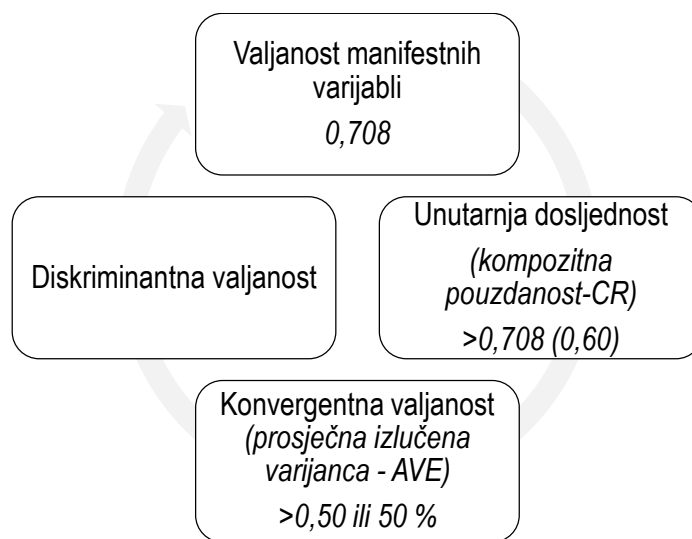 Valjanost manifestnih
varijabli
0,708
Unutarnja dosljednost
(kompozitna
pouzdanost-CR)
>0,708 (0,60)
Konvergentna valjanost
(prosječna izlučena
varijanca - AVE)
>0,50 ili 50 %
Diskriminantna valjanost